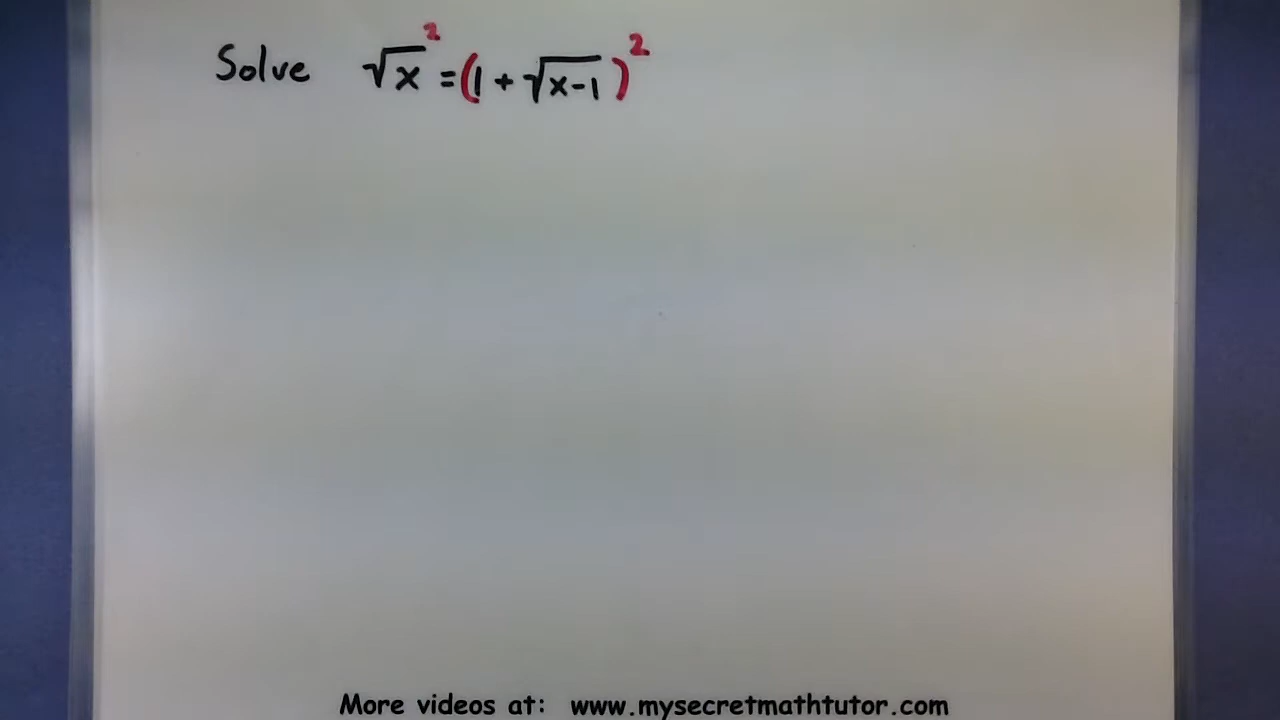 Solve √x² = (1 + √x-1)²
More videos at: www.mysecretmathtutor.com